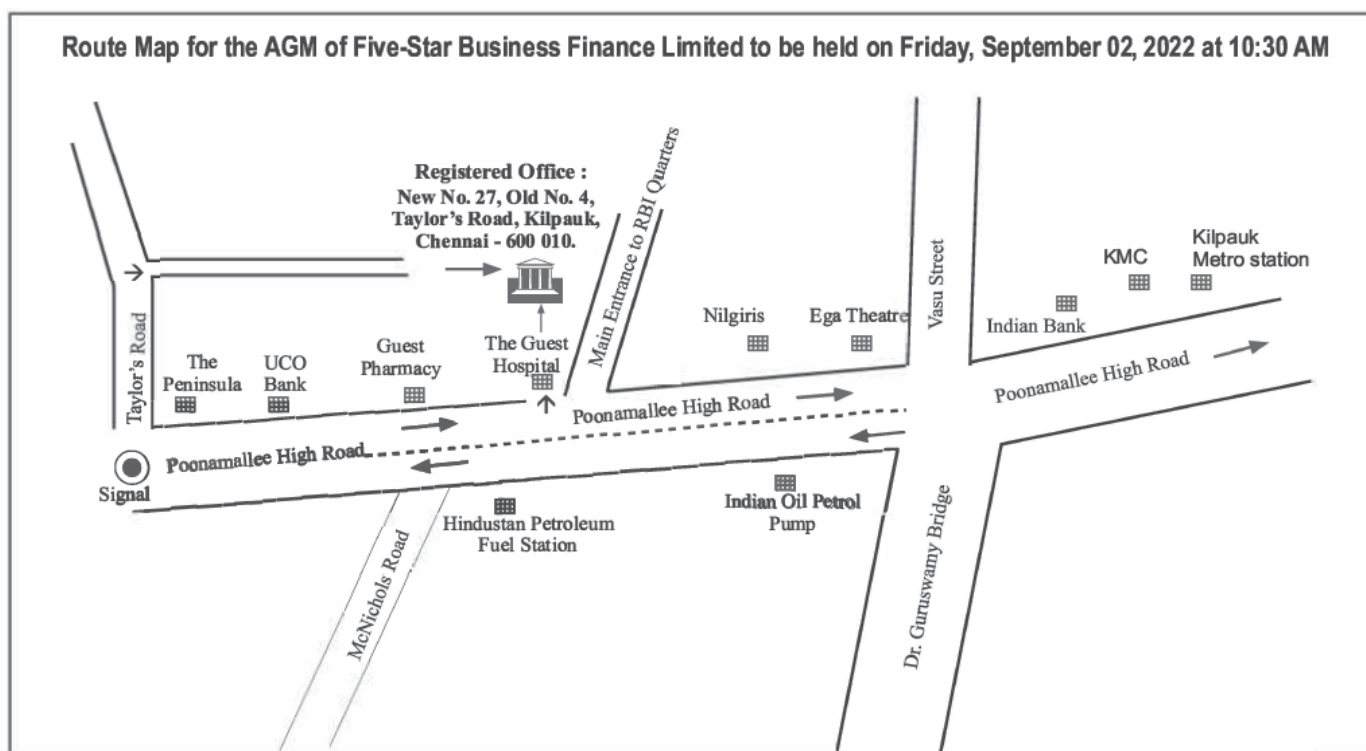 Route Map for the AGM of Five-Star Business Finance Limited to be held on Friday, September 02, 2022 at 10:30 AM
Registered Office :
New No. 27, Old No. 4,
Taylor's Road, Kilpauk,
Chennai - 600 010.
Main Entrance to RBI Quarters
Vasu Street
KMC
Kilpauk
Metro station
Indian Bank
Nilgiris
Ega Theatre
The Guest
Hospital
Guest
Pharmacy
UCO
Bank
The
Peninsula
Taylor's Road
Poonamallee High Road
Poonamallee High Road
Poonamallee High Road
Signal
Hindustan Petroleum
Fuel Station
Indian Oil Petrol
Pump
McNichols Road
Dr. Guruswamy Bridge